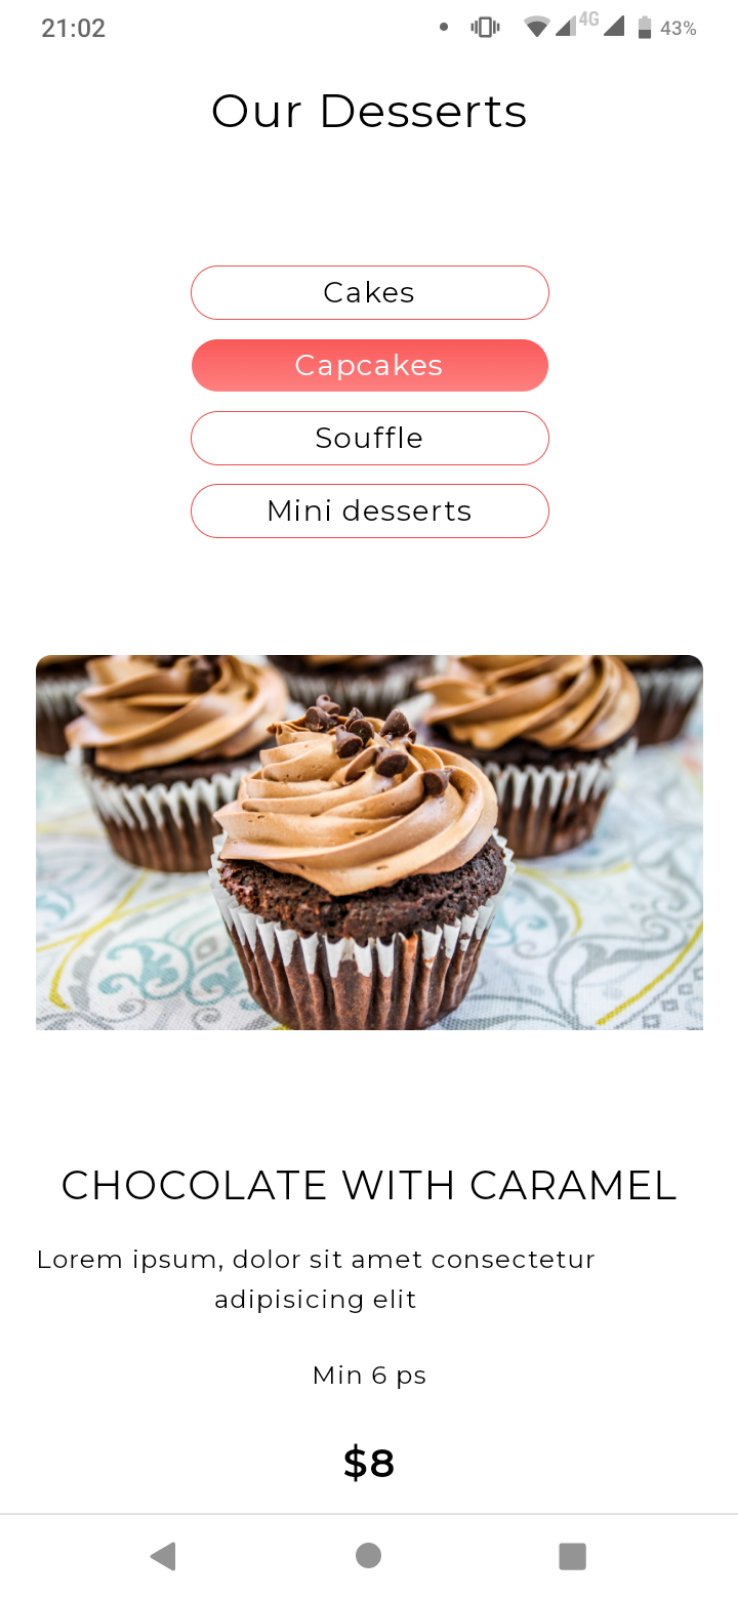 21:02
4G
43%
Our Desserts
Cakes
Capcakes
Souffle
Mini desserts
CHOCOLATE WITH CARAMEL
Lorem ipsum, dolor sit amet consectetur
adipisicing elit
Min 6 ps
$8